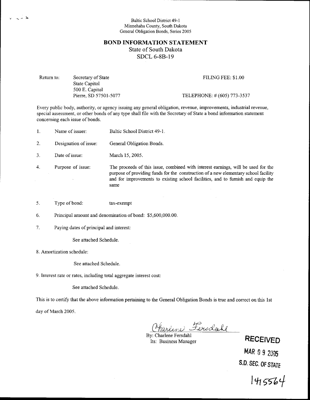 Baltic School District 49-1
Minnehaha County, South Dakota
General Obligation Bonds, Series 2005
BOND INFORMATION STATEMENT
State of South Dakota
SDCL 6-8B-19
Return to: Secretary of State FILING FEE: $1.00
State Capitol
500 E. Capitol
Pierre, SD 57501-5077 TELEPHONE: # (605) 773-3537
Every public body, authority, or agency issuing any general obligation, revenue, improvements, industrial revenue,
special assessment, or other bonds of any type shall file with the Secretary of State a bond information statement
concerning each issue of bonds.
1. Name of issuer: Baltic School District 49-1.
2. Designation of issue: General Obligation Bonds.
3. Date of issue: March 15, 2005.
4. Purpose of issue: The proceeds of this issue, combined with interest earnings, will be used for the
purpose of providing funds for the construction of a new elementary school facility
and for improvements to existing school facilities, and to furnish and equip the
same
5. Type of bond: tax-exempt
6. Principal amount and denomination of bond: $5,600,000.00.
7. Paying dates of principal and interest:
See attached Schedule.
8. Amortization schedule:
See attached Schedule.
9. Interest rate or rates, including total aggregate interest cost:
See attached Schedule.
This is to certify that the above information pertaining to the General Obligation Bonds is true and correct on this 1st
day of March 2005.
Charlene Fersdahl
By: Charlene Fersdahl
Its: Business Manager
RECEIVED
MAR 09 2005
S.D. SEC. OF STATE
1415564